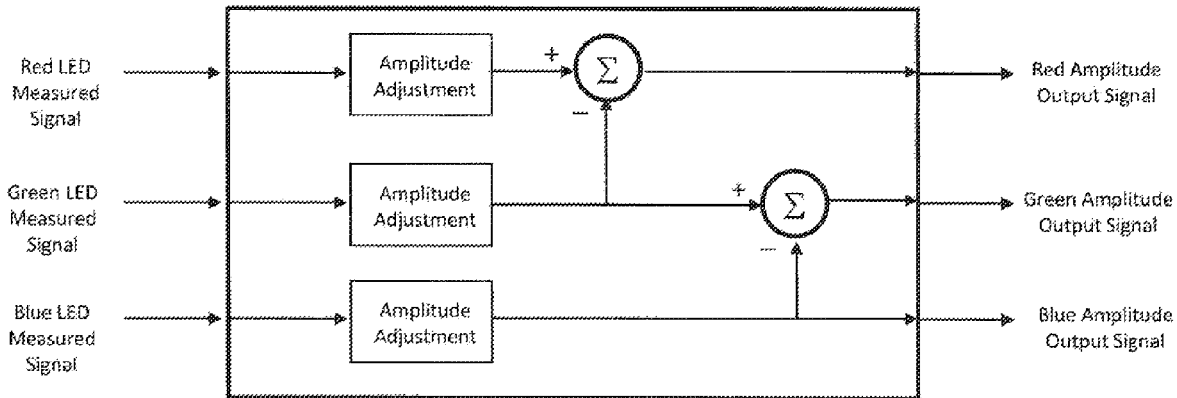 Red LED
Measured
Signal
Amplitude
Adjustment
+
Σ
−
Red Amplitude
Output Signal
Green LED
Measured
Signal
Amplitude
Adjustment
+
Σ
−
Green Amplitude
Output Signal
Blue LED
Measured
Signal
Amplitude
Adjustment
Blue Amplitude
Output Signal